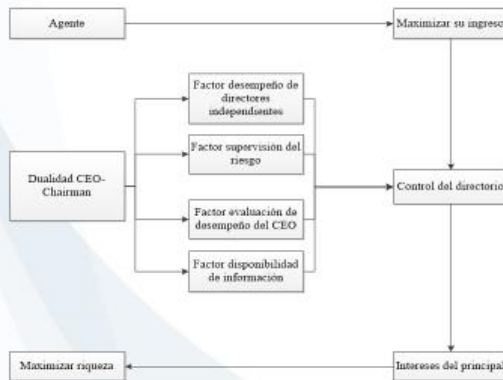 Agente
Maximizar su ingreso
Factor desempeño de
directores
independientes
Factor supervisión del
riesgo
Dualidad CEO-
Chairman
Control del directorio
Factor evaluación de
desempeño del CEO
Factor disponibilidad
de información
Maximizar riqueza
Intereses del principal